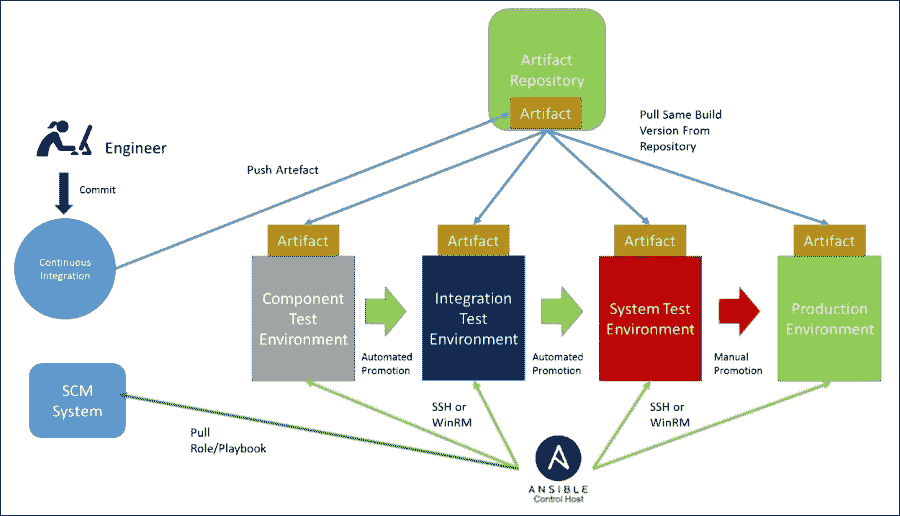 Artifact
Repository
Artifact
Pull Same Build
Version From
Repository
Engineer
Push Artefact
Commit
Continuous
Integration
Artifact
Artifact
Artifact
Artifact
Component
Test
Environment
Integration
Test
Environment
System Test
Environment
Production
Environment
Automated
Promotion
Automated
Promotion
Manual
Promotion
SCM
System
SSH or
WinRM
SSH or
WinRM
Pull
Role/Playbook
ANSIBLE
Control Host